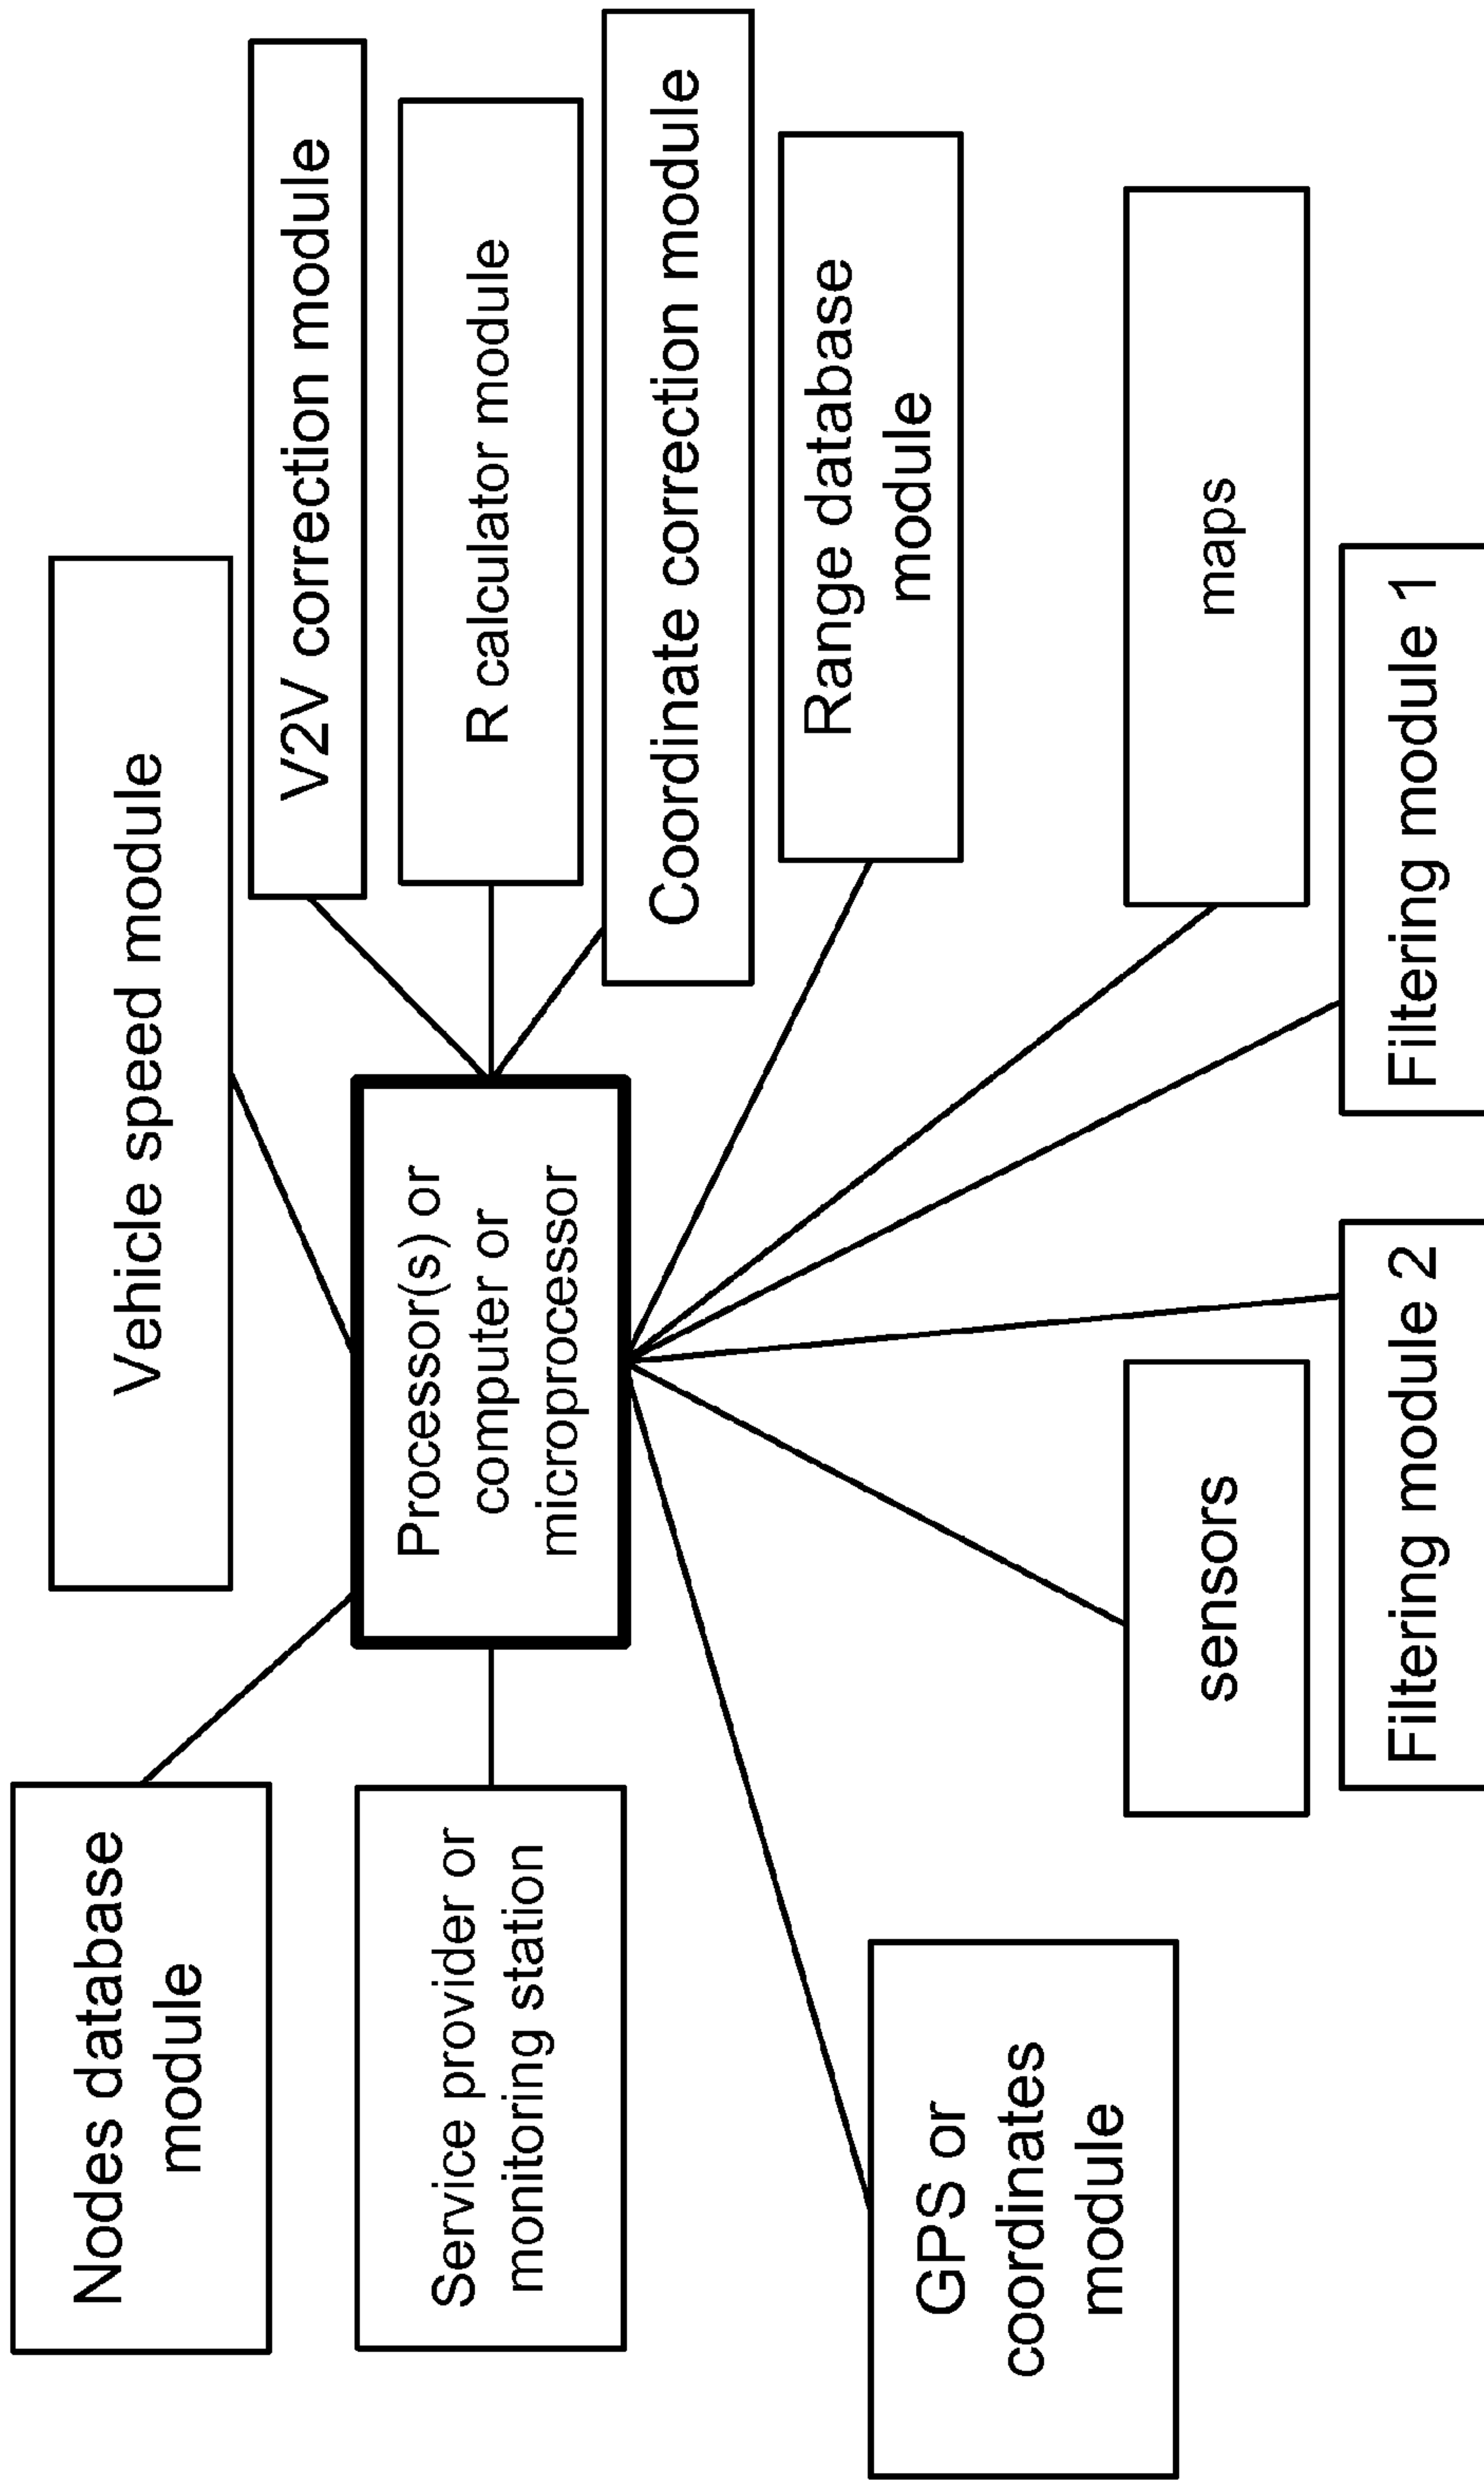 Nodes database
module
Vehicle speed module
V2V correction module
Service provider or
monitoring station
Processor(s) or
computer or
microprocessor
R calculator module
Coordinate correction module
Range database
module
GPS or
coordinates
module
sensors
maps
Filtering module 2
Filtering module 1